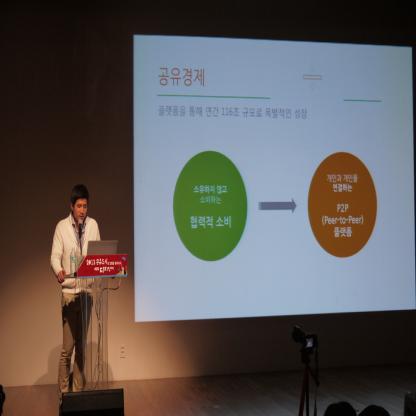 공유경제
플랫폼을 통해 연간 116조 규모로 폭발적인 성장
소유하지 않고
소비하는
협력적 소비
개인과 개인을
연결하는
P2P
(Peer-to-Peer)
플랫폼